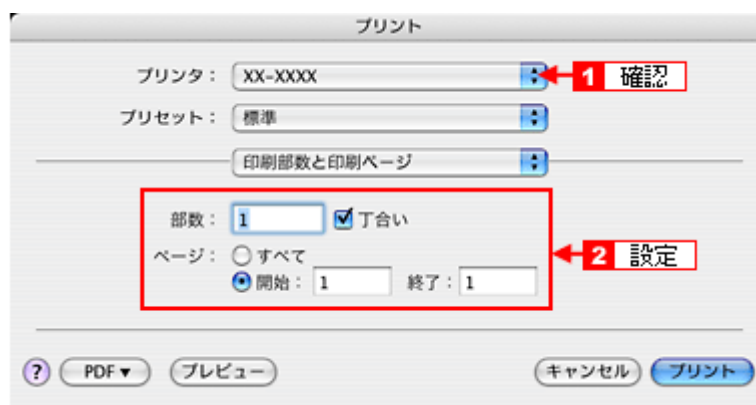 プリント
プリンタ： XX-XXXX 1 確認
プリセット： 標準
印刷部数と印刷ページ
部数： 1 丁合い
ページ： すべて
開始： 1 終了： 1
2 設定
? PDF▼ プレビュー キャンセル プリント